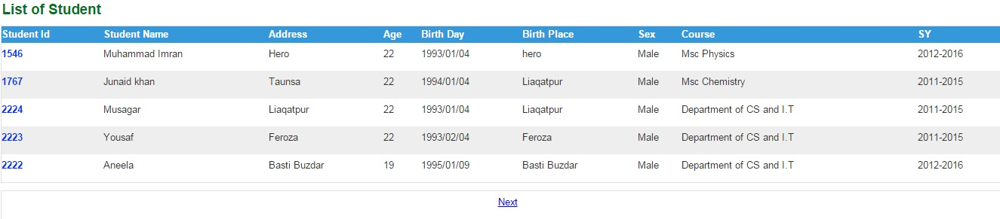 List of Student
Student Id Student Name Address Age Birth Day Birth Place Sex Course SY
1546 Muhammad Imran Hero 22 1993/01/04 hero Male Msc Physics 2012-2016
1767 Junaid khan Taunsa 22 1994/01/04 Liaqatpur Male Msc Chemistry 2011-2015
2224 Musagar Liaqatpur 22 1993/01/04 Liaqatpur Male Department of CS and I.T 2011-2015
2223 Yousaf Feroza 22 1993/02/04 Feroza Male Department of CS and I.T 2011-2015
2222 Aneela Basti Buzdar 19 1995/01/09 Basti Buzdar Male Department of CS and I.T 2012-2016
Next